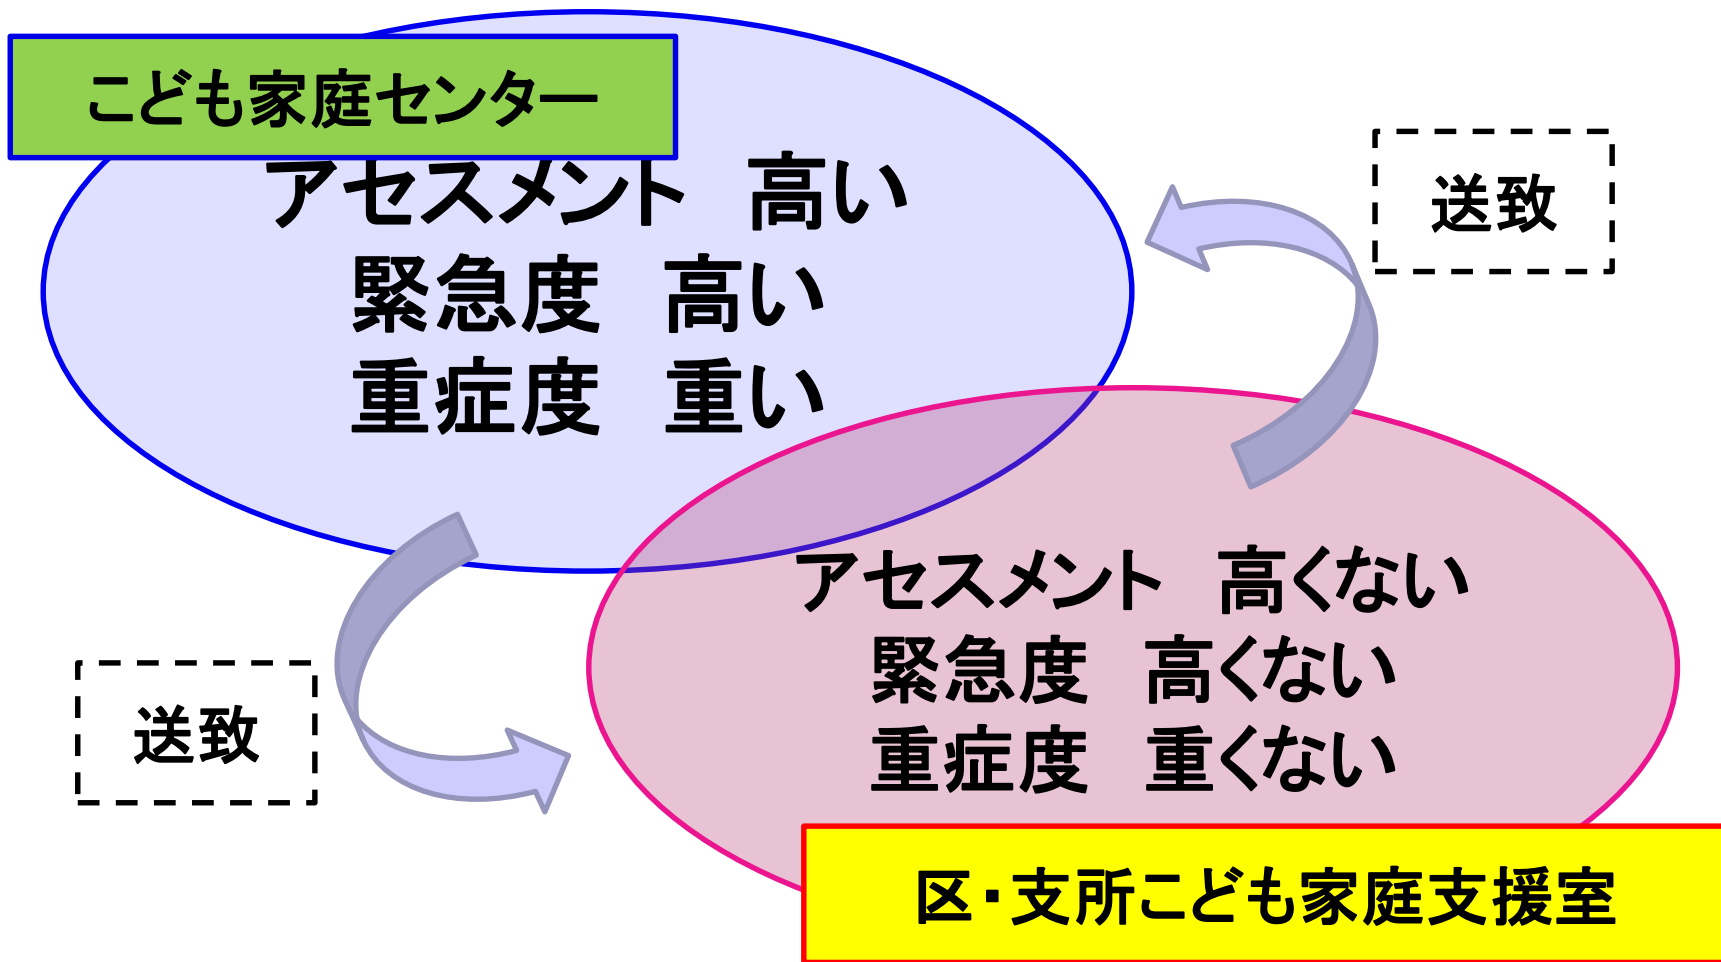 こども家庭センター
アセスメント　高い
緊急度　高い
重症度　重い
送致
アセスメント　高くない
緊急度　高くない
重症度　重くない
送致
区・支所こども家庭支援室